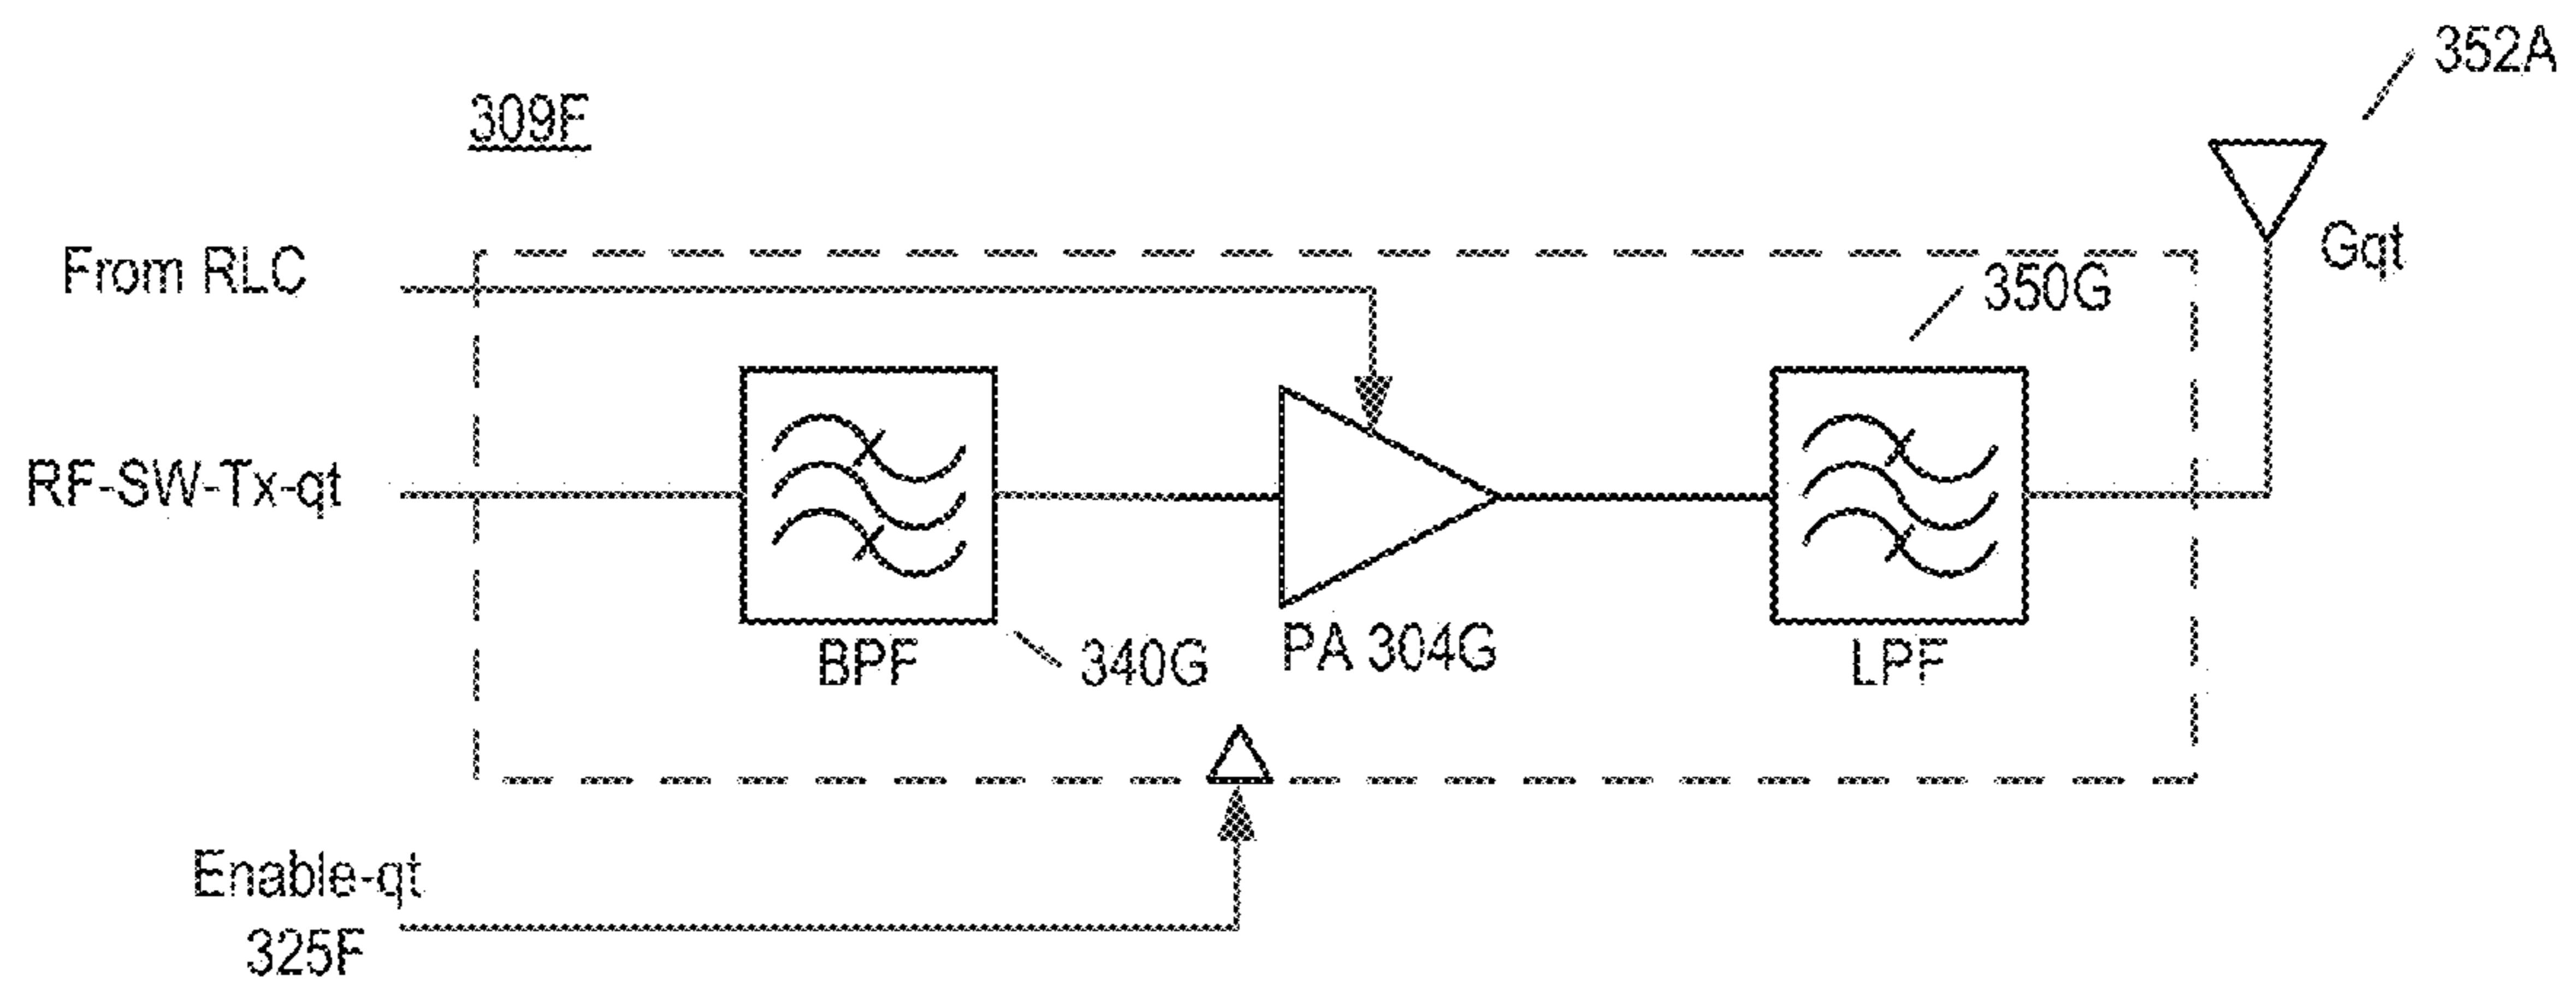 352A
309F
Gqt
From RLC
350G
RF-SW-Tx-qt
BPF
340G
PA 304G
LPF
Enable-qt
325F